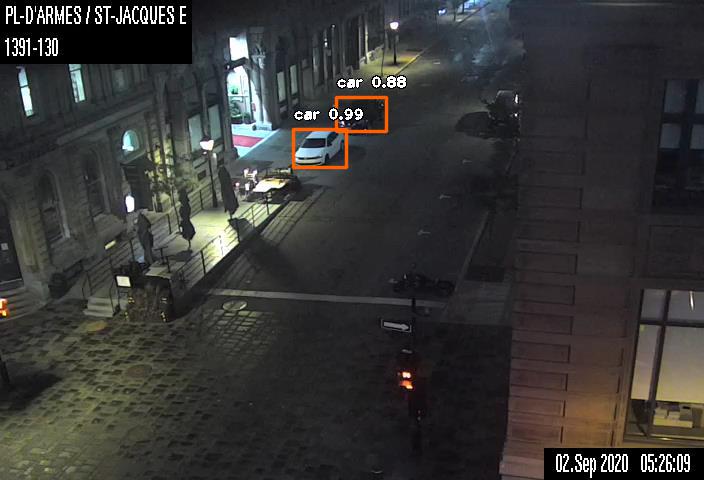 PL-D'ARMES / ST-JACQUES E
1391-130
car 0.88
car 0.99
02.Sep 2020 05:26:09